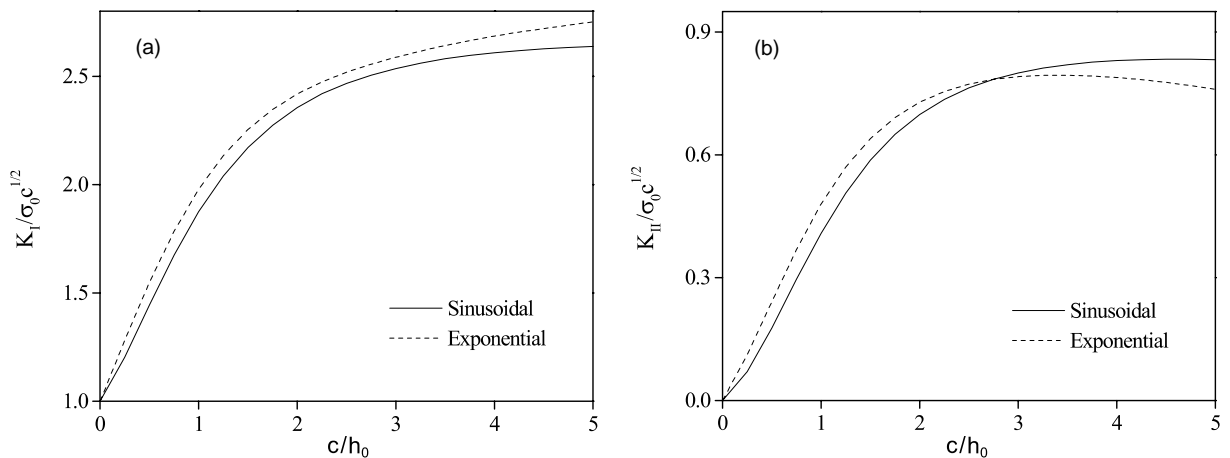 (a)
K_I/σ_0c^{1/2}
2.5
2.0
1.5
1.0
Sinusoidal
Exponential
0 1 2 3 4 5
c/h_0
(b)
K_{II}/σ_0c^{1/2}
0.9
0.6
0.3
0.0
Sinusoidal
Exponential
0 1 2 3 4 5
c/h_0